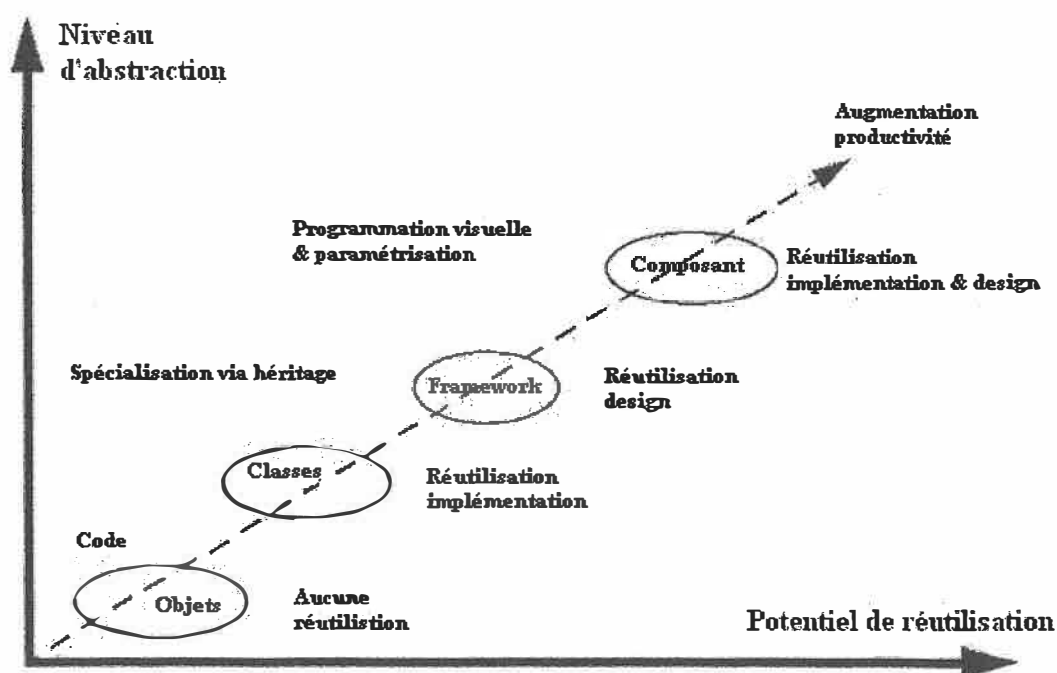 Niveau
d'abstraction
Augmentation
productivité
Programmation visuelle
& paramétrisation
Composant
Réutilisation
implémentation & design
Spécialisation via héritage
Framework
Réutilisation
design
Classes
Réutilisation
implémentation
Code
Objets
Aucune
réutilistion
Potentiel de réutilisation